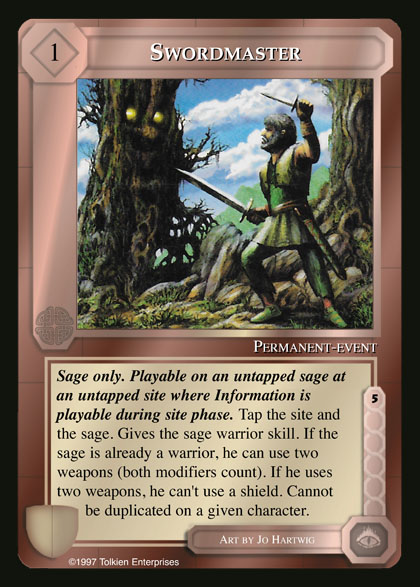 1
Swordmaster
Permanent-event
Sage only. Playable on an untapped sage at
an untapped site where Information is
playable during site phase. Tap the site and
the sage. Gives the sage warrior skill. If the
sage is already a warrior, he can use two
weapons (both modifiers count). If he uses
two weapons, he can't use a shield. Cannot
be duplicated on a given character.
5
Art by Jo Hartwig
©1997 Tolkien Enterprises